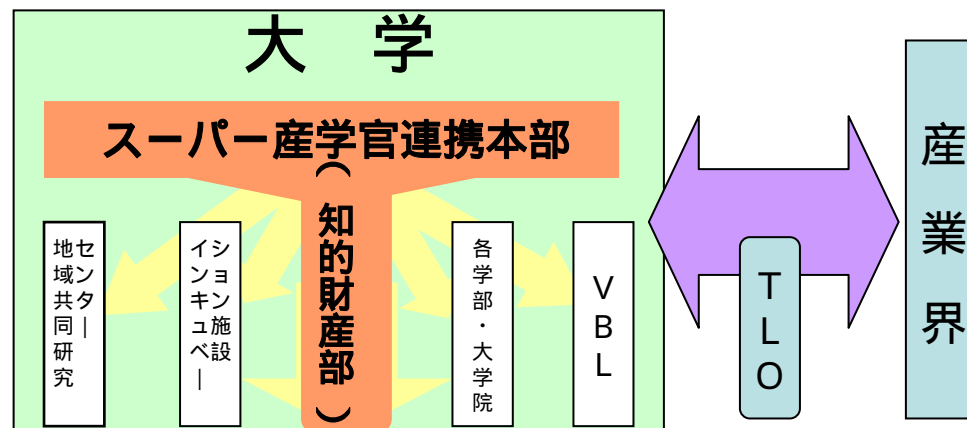 大 学
スーパー産学官連携本部
(知的財産部)
地域共同研究
センター
インキュベー
ション施設
各学部・大学院
VBL
TLO
産業界